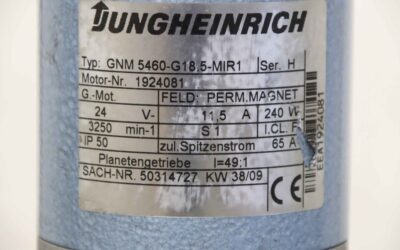 JUNGHEINRICH
Typ: GNM 5460-G18.5-MIR1 Ser. H
Motor-Nr. 1924081
G.-Mot. FELD: PERM.MAGNET
24 V- 11,5 A 240 W
3250 min-1 S 1 I.CL. F
IP 50 zul.Spitzenstrom 65 A
Planetengetriebe I=49:1
SACH-NR. 50314727 KW 38/09
CE
EEA1924081